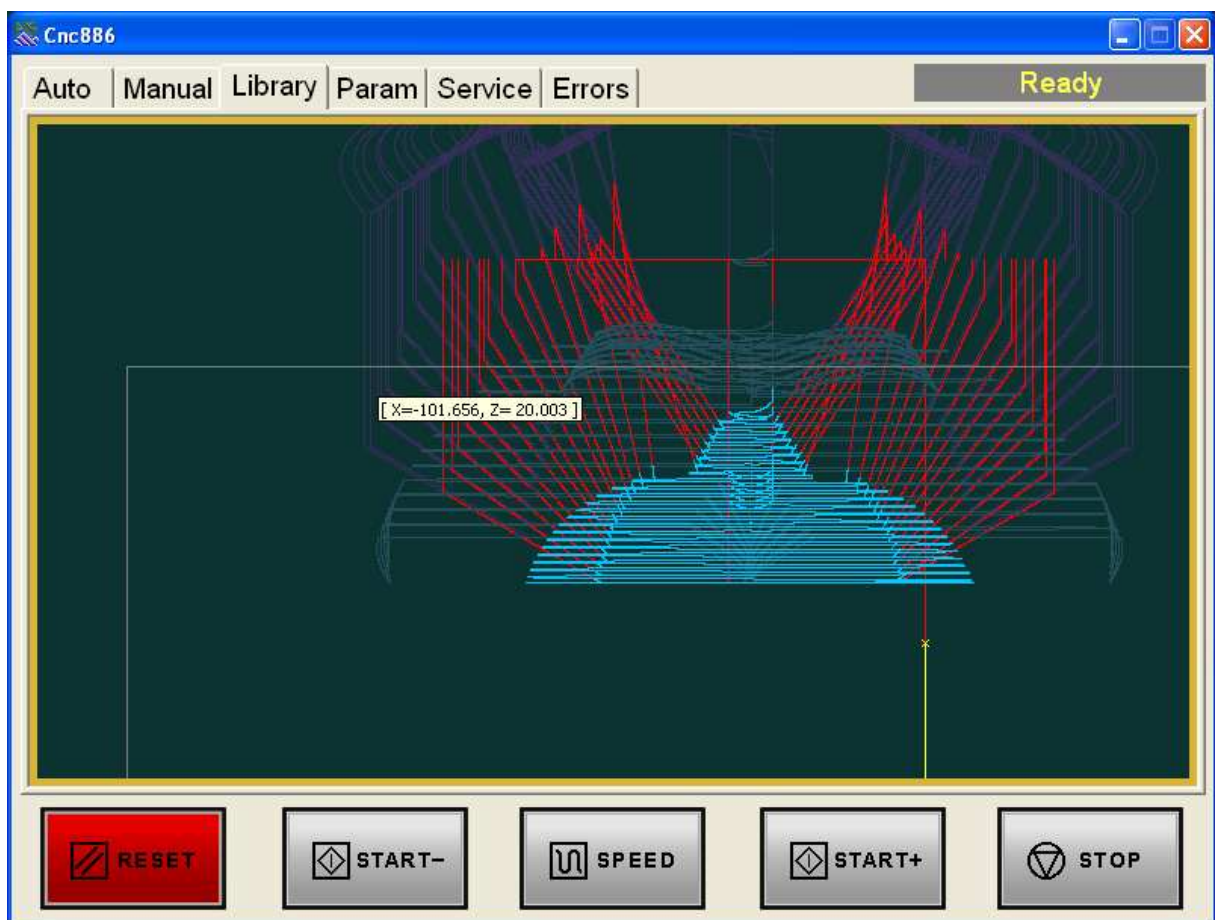 Cnc886
Auto Manual Library Param Service Errors Ready
[ X=-101.656, Z= 20.003 ]
RESET START- SPEED START+ STOP